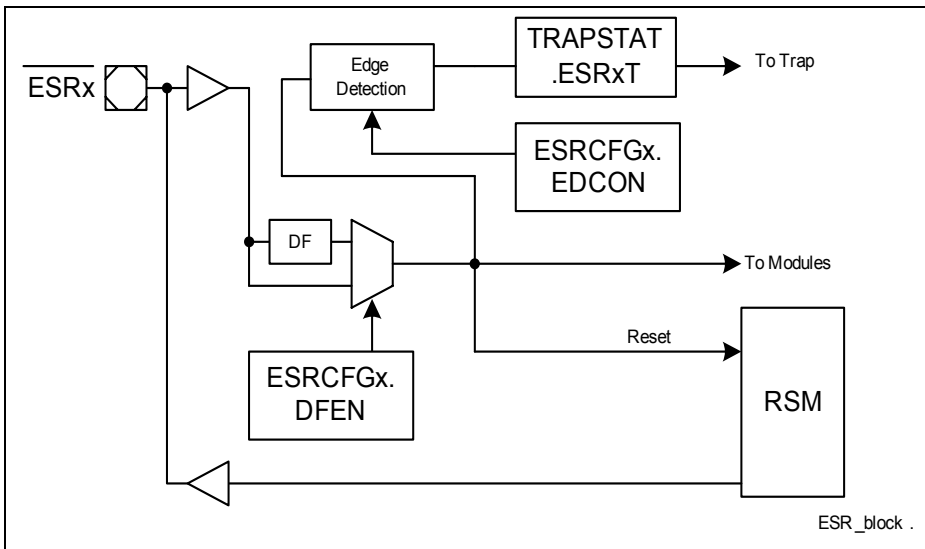 ESRx
Edge
Detection
TRAPSTAT
.ESRxT
To Trap
ESRCFGx.
EDCON
DF
To Modules
ESRCFGx.
DFEN
Reset
RSM
ESR_block .